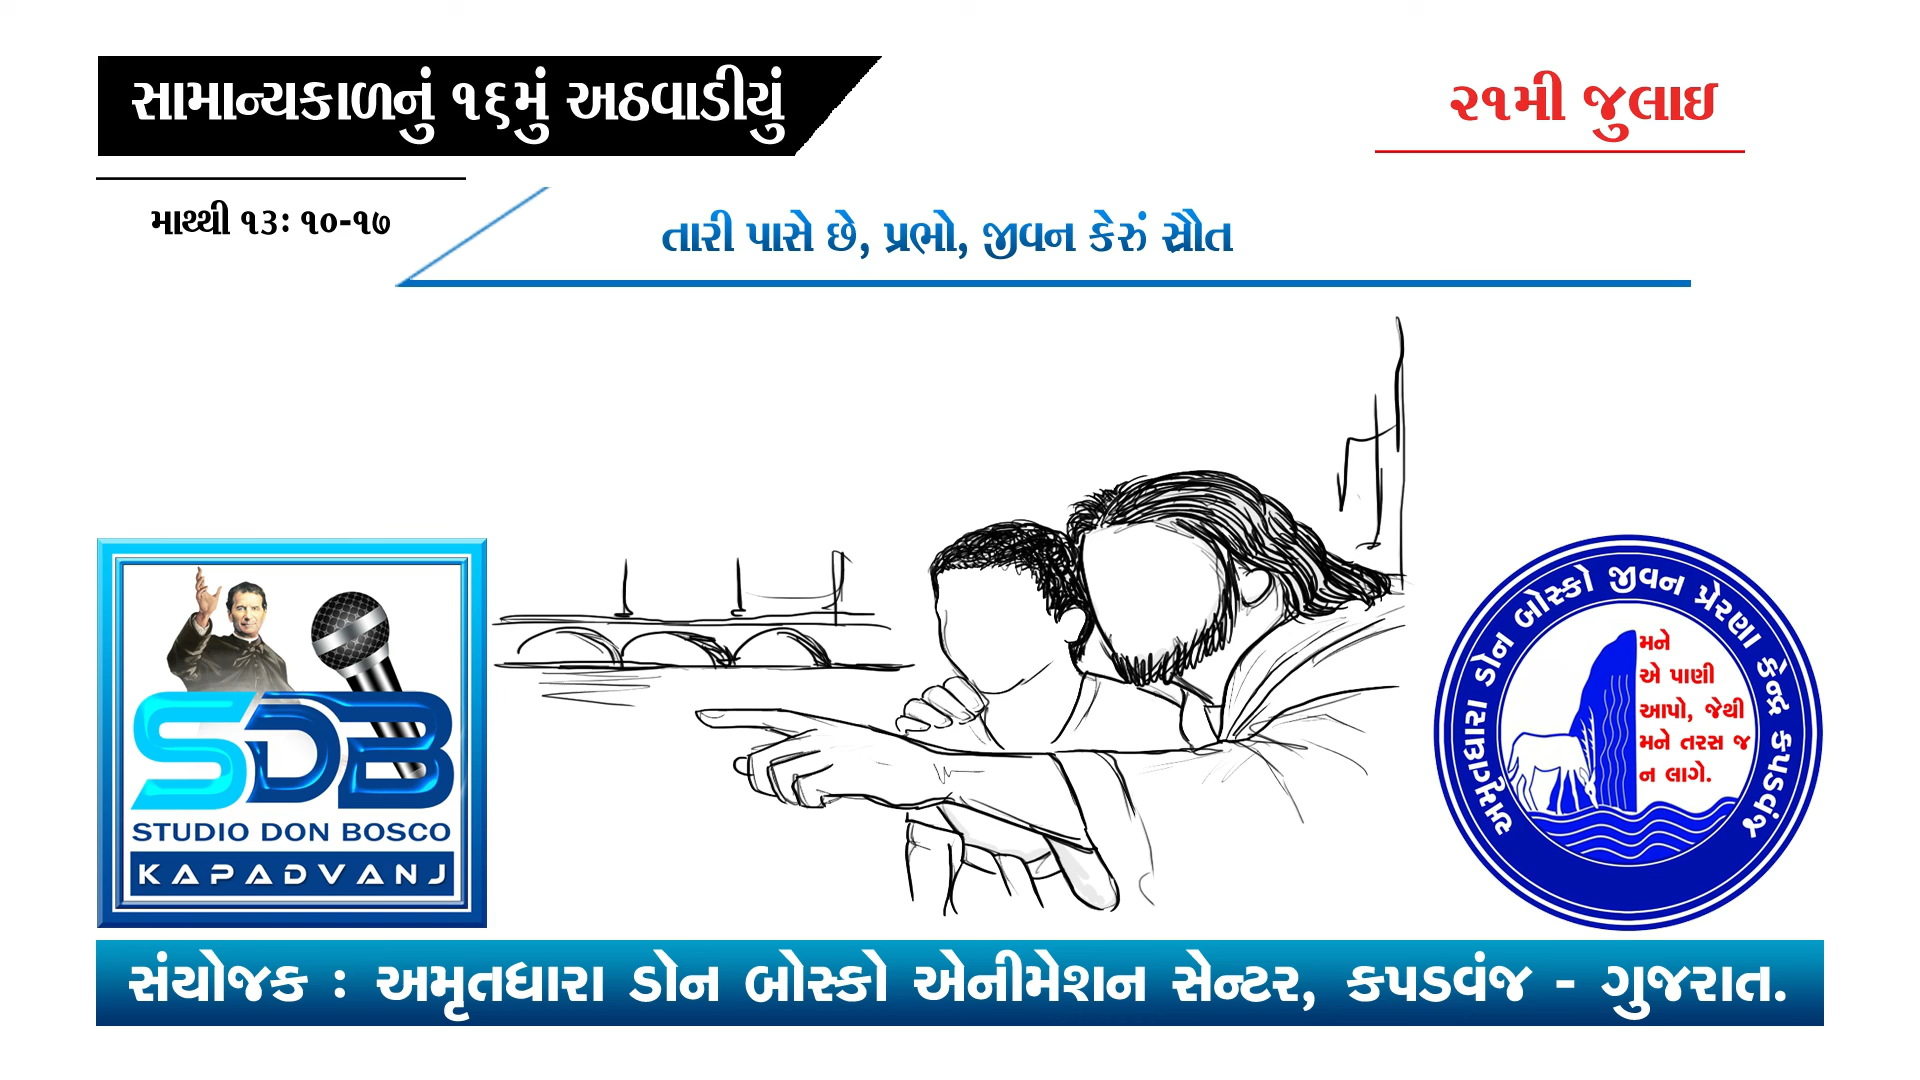 સામાન્યકાળનું ૧૬મું અઠવાડીયું
૨૧મી જુલાઇ
માથ્થી ૧૩: ૧૦-૧૭
તારી પાસે છે, પ્રભો, જીવન કેરું સ્રૌત
SDB
STUDIO DON BOSCO
KAPADVANJ
અમૃતધારા ડોન બોસ્કો જીવન પ્રેરણા કેન્દ્ર કપડવંજ
મને
એ પાણી
આપો, જેથી
મને તરસ જ
ન લાગે.
સંયોજક : અમૃતધારા ડોન બોસ્કો એનીમેશન સેન્ટર, કપડવંજ - ગુજરાત.